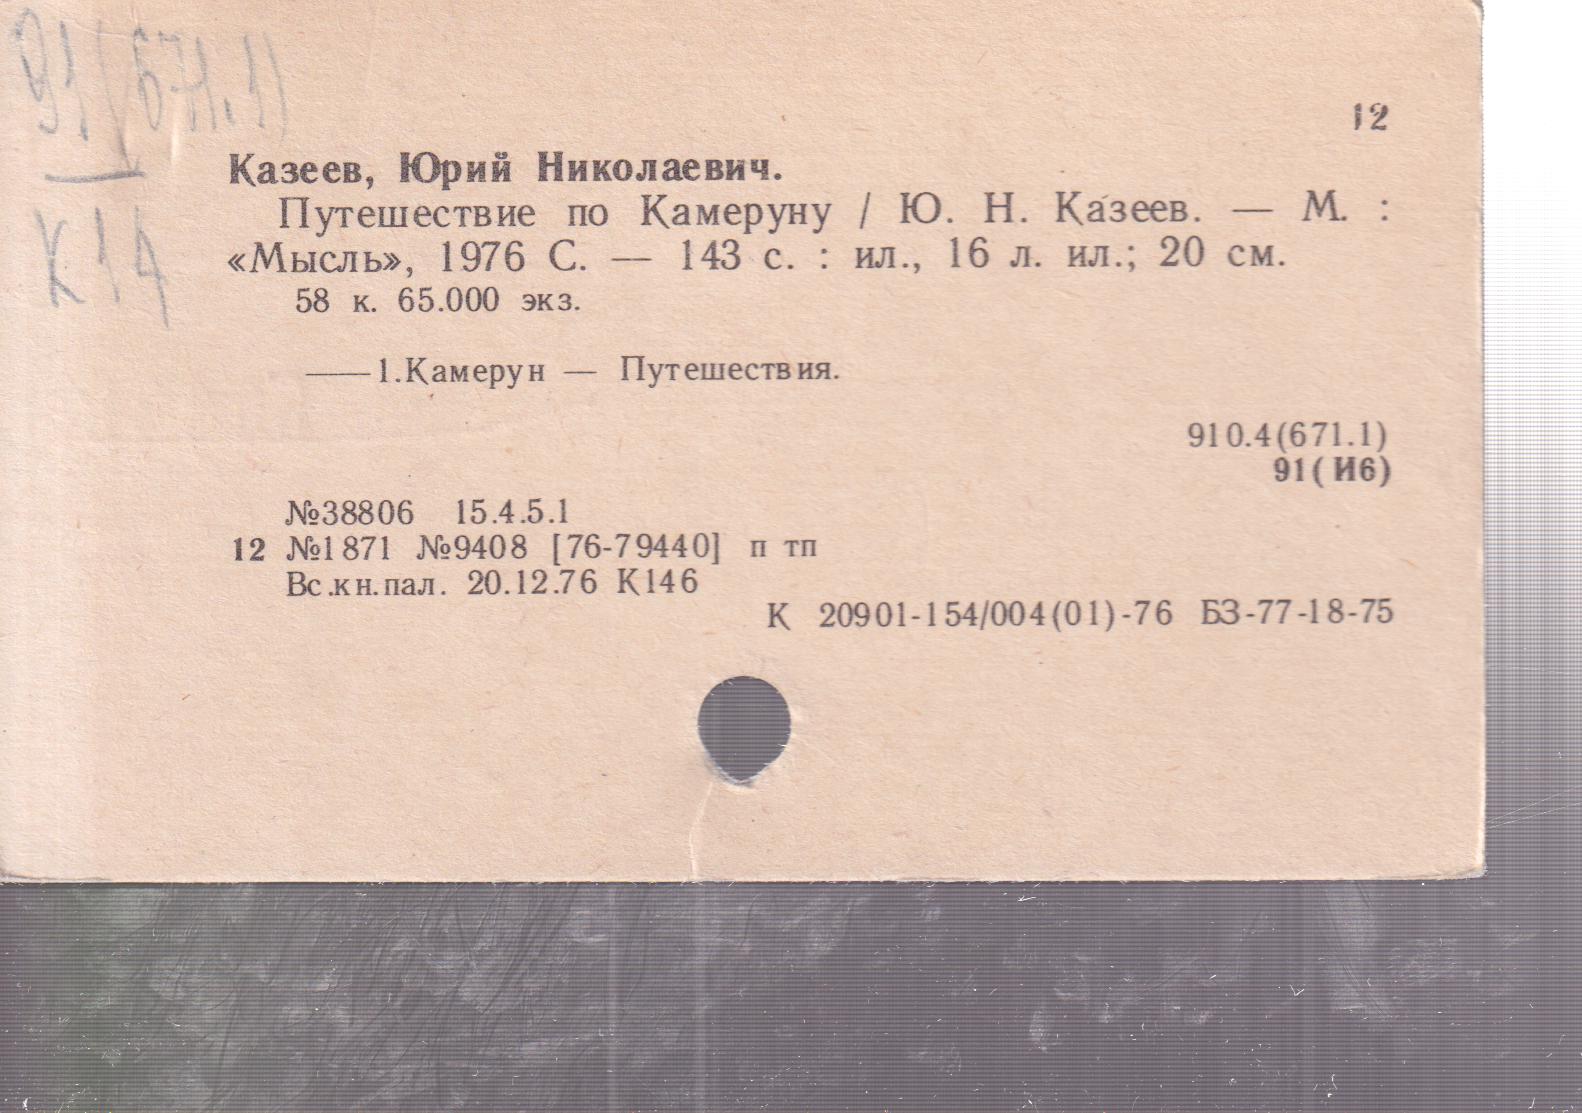 91(671.1)
К14
12
Казеев, Юрий Николаевич.
Путешествие по Камеруну / Ю. Н. Казеев. — М. :
«Мысль», 1976 С. — 143 с. : ил., 16 л. ил.; 20 см.
58 к. 65.000 экз.
——1.Камерун — Путешествия.
910.4(671.1)
91(И6)
№38806 15.4.5.1
12 №1871 №9408 [76-79440] п тп
Вс.кн.пал. 20.12.76 К146
К 20901-154/004(01)-76 БЗ-77-18-75